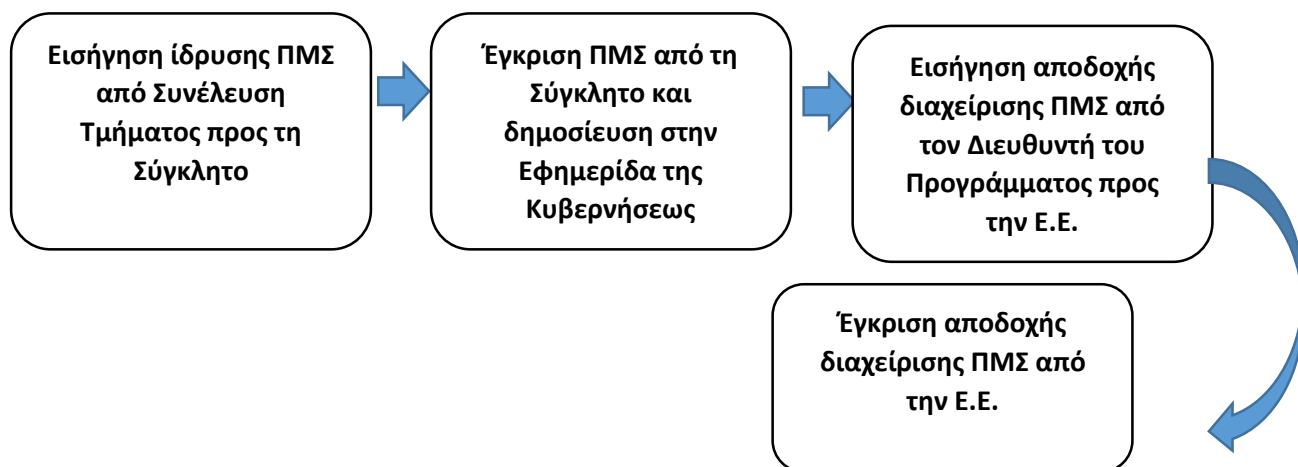 Εισήγηση ίδρυσης ΠΜΣ
από Συνέλευση
Τμήματος προς τη
Σύγκλητο
Έγκριση ΠΜΣ από τη
Σύγκλητο και
δημοσίευση στην
Εφημερίδα της
Κυβερνήσεως
Εισήγηση αποδοχής
διαχείρισης ΠΜΣ από
τον Διευθυντή του
Προγράμματος προς
την Ε.Ε.
Έγκριση αποδοχής
διαχείρισης ΠΜΣ από
την Ε.Ε.